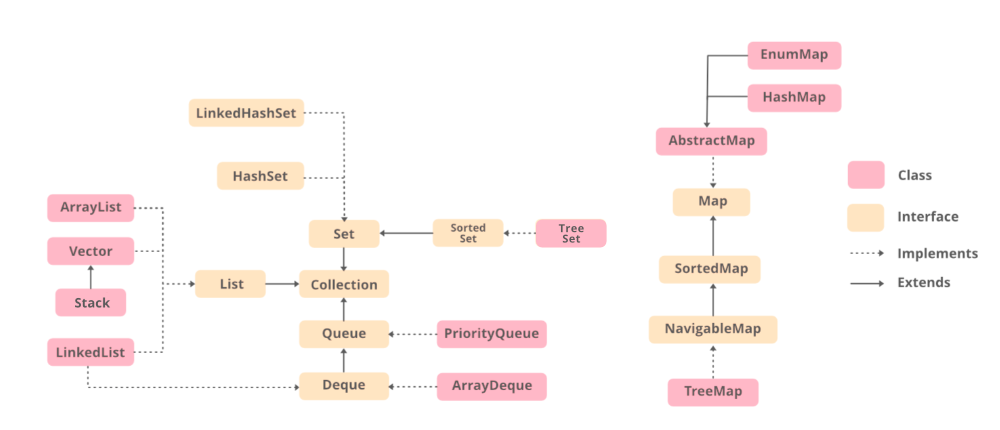 EnumMap
HashMap
LinkedHashSet
AbstractMap
HashSet
Class
Map
ArrayList
Interface
Set
Sorted
Set
Tree
Set
Vector
Implements
SortedMap
List
Collection
Extends
Stack
Queue
PriorityQueue
NavigableMap
LinkedList
Deque
ArrayDeque
TreeMap